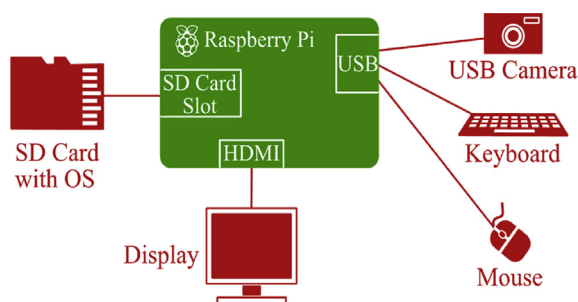 Raspberry Pi
USB
USB Camera
SD Card
Slot
SD Card
with OS
HDMI
Keyboard
Display
Mouse